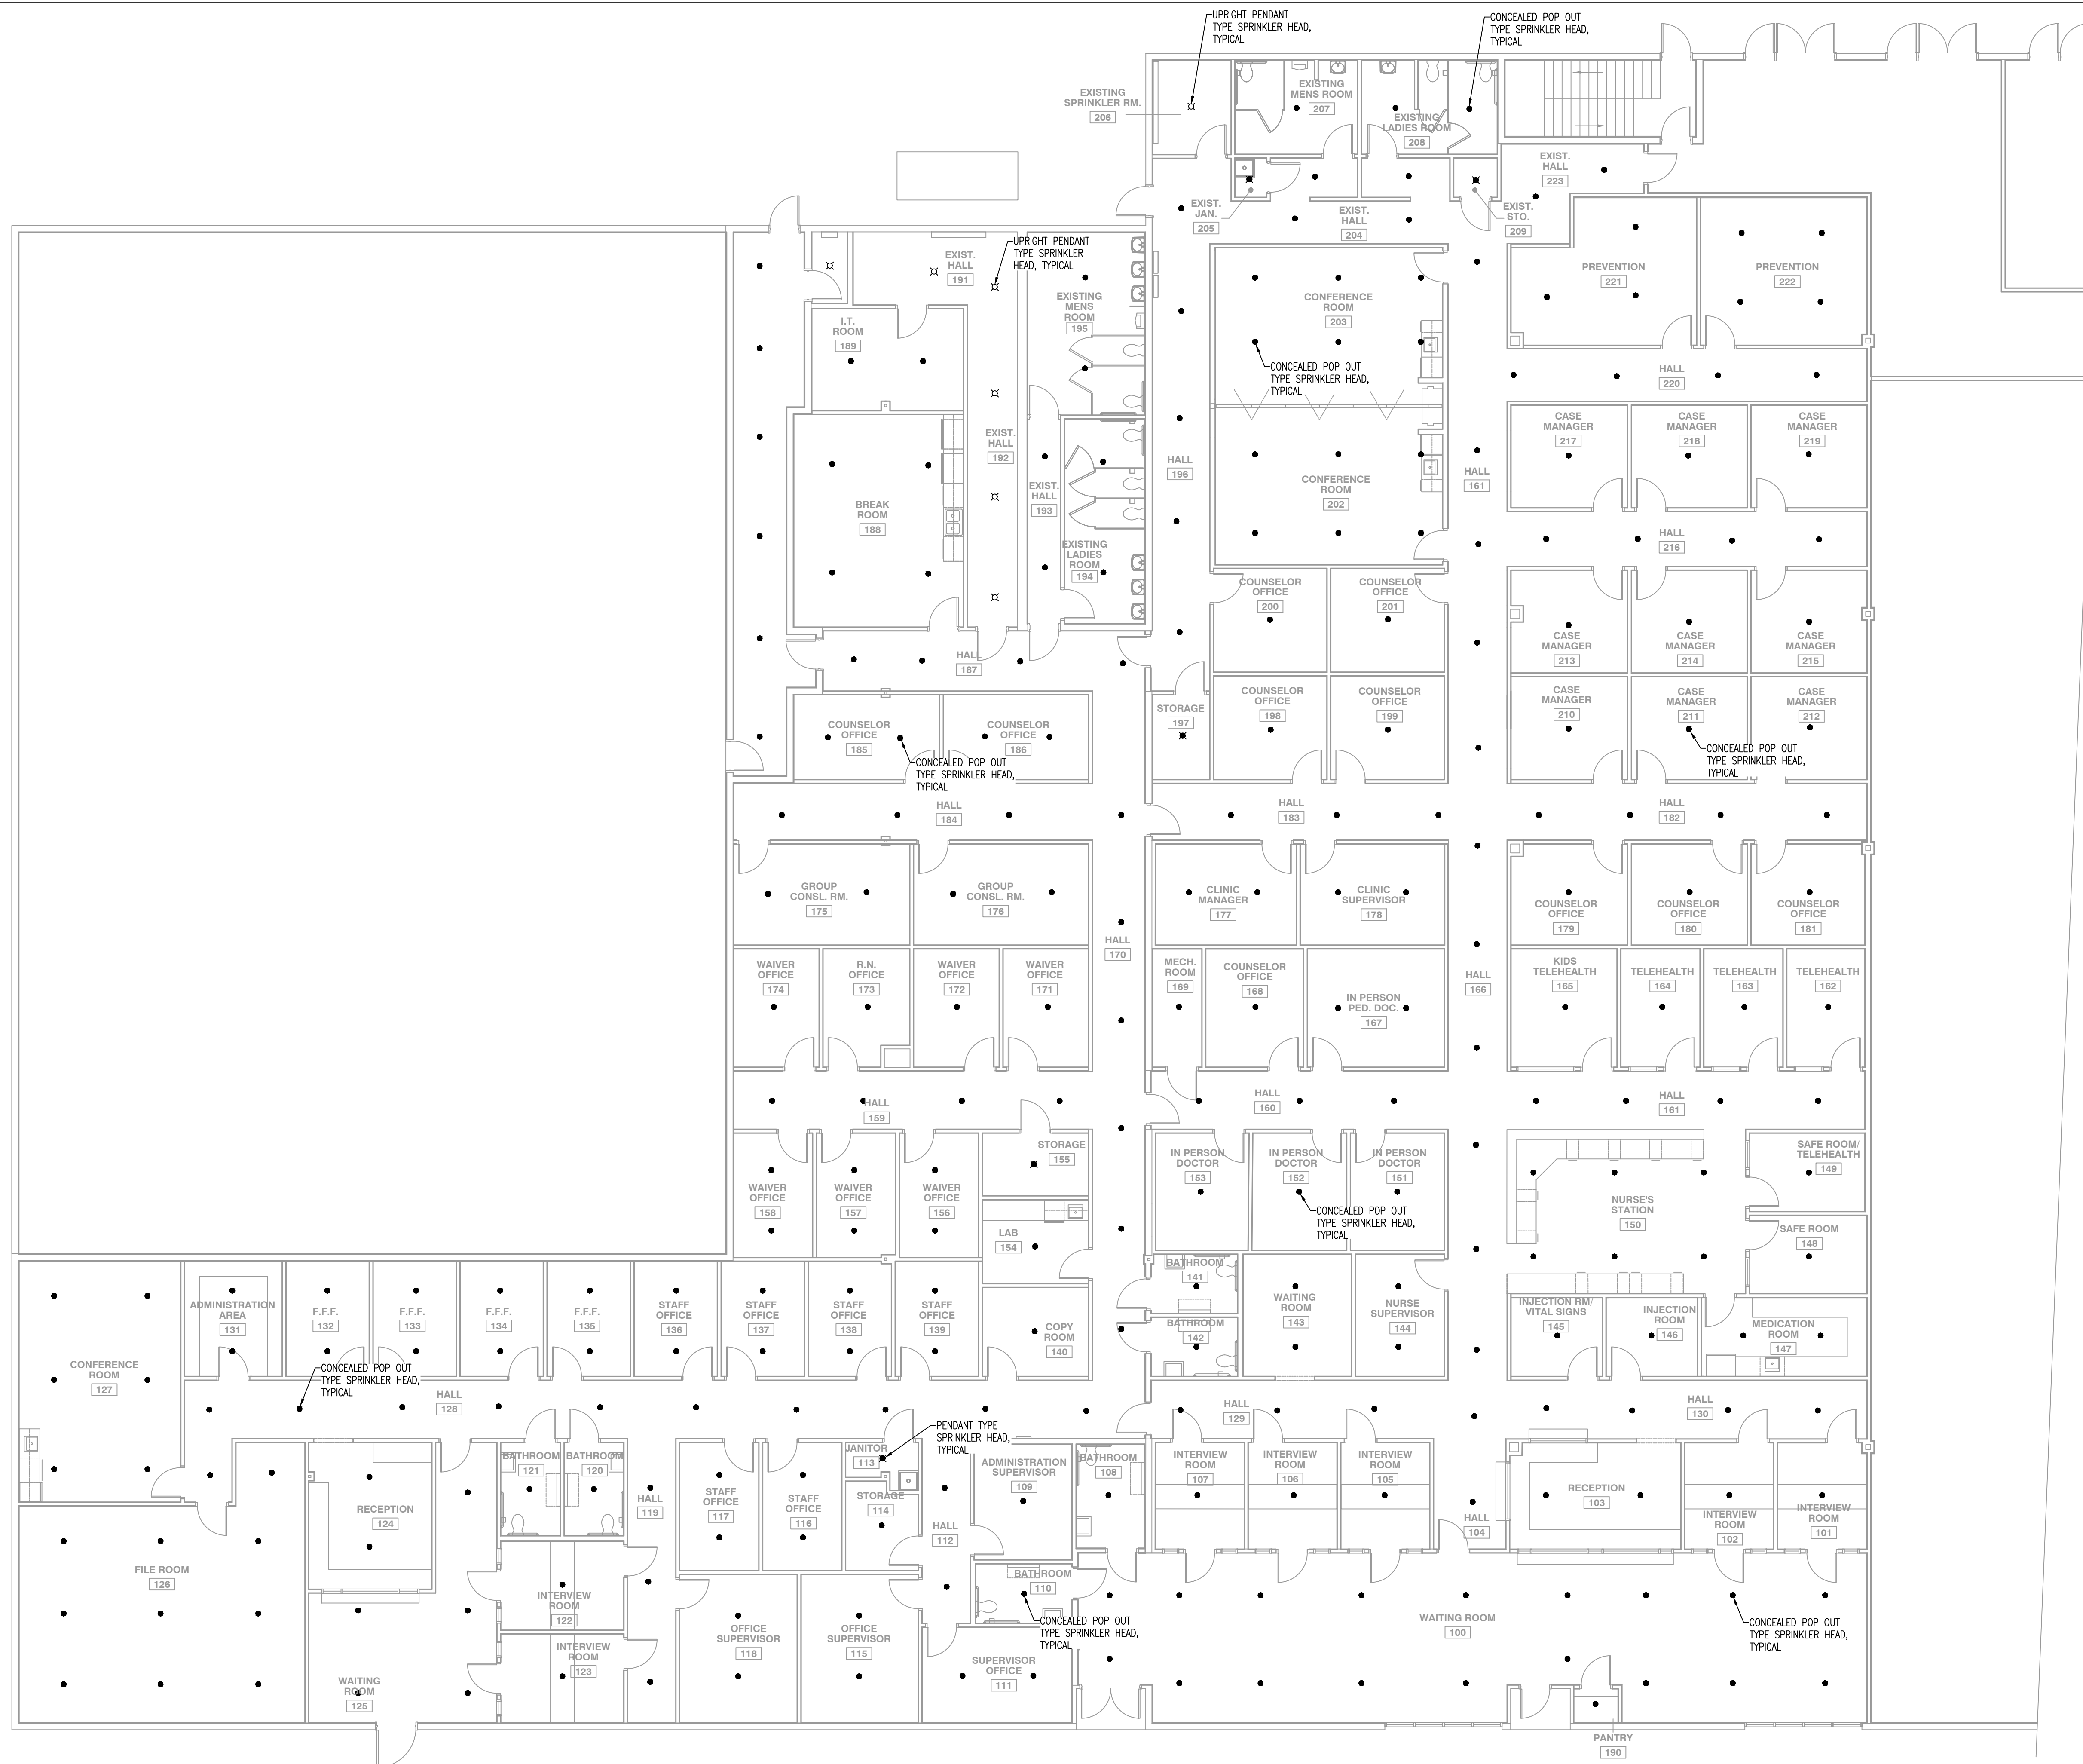 UPRIGHT PENDANT
TYPE SPRINKLER HEAD,
TYPICAL
CONCEALED POP OUT
TYPE SPRINKLER HEAD,
TYPICAL
EXISTING
SPRINKLER RM.
206
EXISTING
MENS ROOM
207
EXISTING
LADIES ROOM
208
EXIST.
HALL
223
EXIST.
JAN.
205
EXIST.
HALL
204
EXIST.
STO.
209
UPRIGHT PENDANT
TYPE SPRINKLER
HEAD, TYPICAL
EXIST.
HALL
191
EXISTING
MENS
ROOM
195
PREVENTION
221
PREVENTION
222
CONFERENCE
ROOM
203
I.T.
ROOM
189
CONCEALED POP OUT
TYPE SPRINKLER HEAD,
TYPICAL
HALL
220
CASE
MANAGER
217
CASE
MANAGER
218
CASE
MANAGER
219
EXIST.
HALL
192
HALL
196
HALL
161
CONFERENCE
ROOM
202
EXIST.
HALL
193
BREAK
ROOM
188
EXISTING
LADIES
ROOM
194
HALL
216
COUNSELOR
OFFICE
200
COUNSELOR
OFFICE
201
CASE
MANAGER
213
CASE
MANAGER
214
CASE
MANAGER
215
HALL
187
STORAGE
197
COUNSELOR
OFFICE
198
COUNSELOR
OFFICE
199
CASE
MANAGER
210
CASE
MANAGER
211
CASE
MANAGER
212
COUNSELOR
OFFICE
185
COUNSELOR
OFFICE
186
CONCEALED POP OUT
TYPE SPRINKLER HEAD,
TYPICAL
CONCEALED POP OUT
TYPE SPRINKLER HEAD,
TYPICAL
HALL
184
HALL
183
HALL
182
GROUP
CONSL. RM.
175
GROUP
CONSL. RM.
176
CLINIC
MANAGER
177
CLINIC
SUPERVISOR
178
COUNSELOR
OFFICE
179
COUNSELOR
OFFICE
180
COUNSELOR
OFFICE
181
HALL
170
WAIVER
OFFICE
174
R.N.
OFFICE
173
WAIVER
OFFICE
172
WAIVER
OFFICE
171
MECH.
ROOM
169
COUNSELOR
OFFICE
168
IN PERSON
PED. DOC.
167
HALL
166
KIDS
TELEHEALTH
165
TELEHEALTH
164
TELEHEALTH
163
TELEHEALTH
162
HALL
159
HALL
160
HALL
161
STORAGE
155
WAIVER
OFFICE
158
WAIVER
OFFICE
157
WAIVER
OFFICE
156
LAB
154
IN PERSON
DOCTOR
153
IN PERSON
DOCTOR
152
IN PERSON
DOCTOR
151
CONCEALED POP OUT
TYPE SPRINKLER HEAD,
TYPICAL
NURSE'S
STATION
150
SAFE ROOM/
TELEHEALTH
149
SAFE ROOM
148
BATHROOM
141
BATHROOM
142
WAITING
ROOM
143
NURSE
SUPERVISOR
144
INJECTION RM/
VITAL SIGNS
145
INJECTION
ROOM
146
MEDICATION
ROOM
147
ADMINISTRATION
AREA
131
F.F.F.
132
F.F.F.
133
F.F.F.
134
F.F.F.
135
STAFF
OFFICE
136
STAFF
OFFICE
137
STAFF
OFFICE
138
STAFF
OFFICE
139
COPY
ROOM
140
CONFERENCE
ROOM
127
CONCEALED POP OUT
TYPE SPRINKLER HEAD,
TYPICAL
HALL
128
HALL
129
HALL
130
PENDANT TYPE
SPRINKLER HEAD,
TYPICAL
JANITOR
113
BATHROOM
121
BATHROOM
120
ADMINISTRATION
SUPERVISOR
109
BATHROOM
108
INTERVIEW
ROOM
107
INTERVIEW
ROOM
106
INTERVIEW
ROOM
105
RECEPTION
103
INTERVIEW
ROOM
102
INTERVIEW
ROOM
101
RECEPTION
124
HALL
119
STAFF
OFFICE
117
STAFF
OFFICE
116
STORAGE
114
HALL
112
HALL
104
FILE ROOM
126
INTERVIEW
ROOM
122
BATHROOM
110
CONCEALED POP OUT
TYPE SPRINKLER HEAD,
TYPICAL
WAITING ROOM
100
CONCEALED POP OUT
TYPE SPRINKLER HEAD,
TYPICAL
OFFICE
SUPERVISOR
118
OFFICE
SUPERVISOR
115
INTERVIEW
ROOM
123
SUPERVISOR
OFFICE
111
WAITING
ROOM
125
PANTRY
190